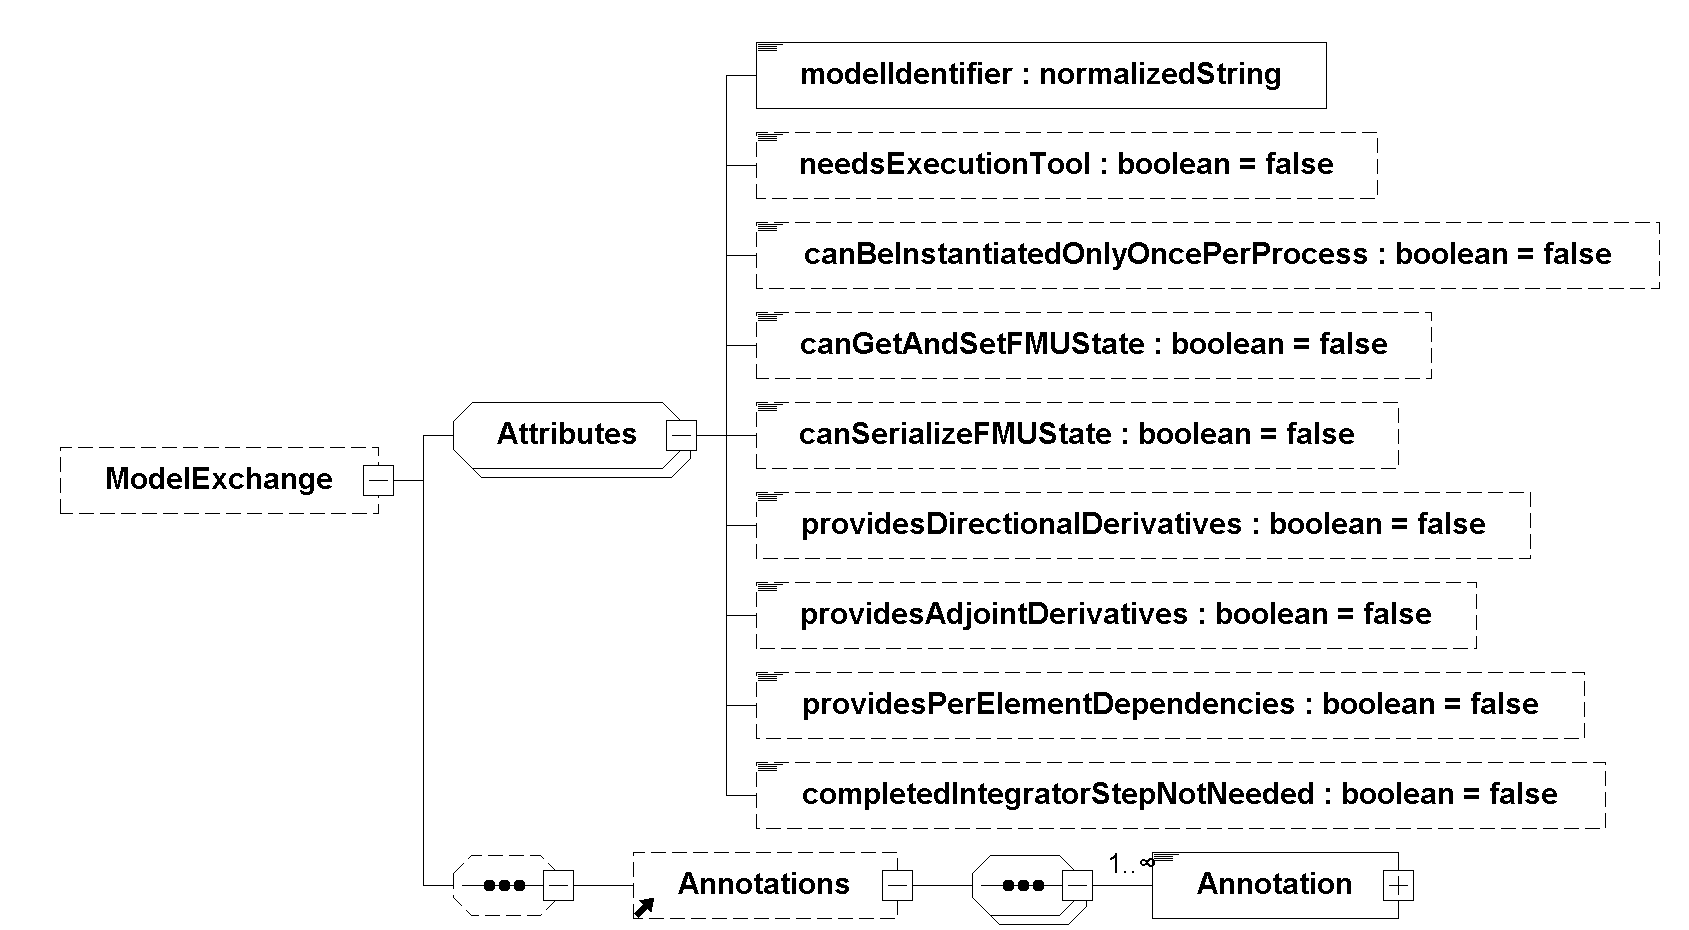 modelIdentifier : normalizedString
needsExecutionTool : boolean = false
canBeInstantiatedOnlyOncePerProcess : boolean = false
canGetAndSetFMUState : boolean = false
Attributes
canSerializeFMUState : boolean = false
ModelExchange
providesDirectionalDerivatives : boolean = false
providesAdjointDerivatives : boolean = false
providesPerElementDependencies : boolean = false
completedIntegratorStepNotNeeded : boolean = false
Annotations
1..∞
Annotation